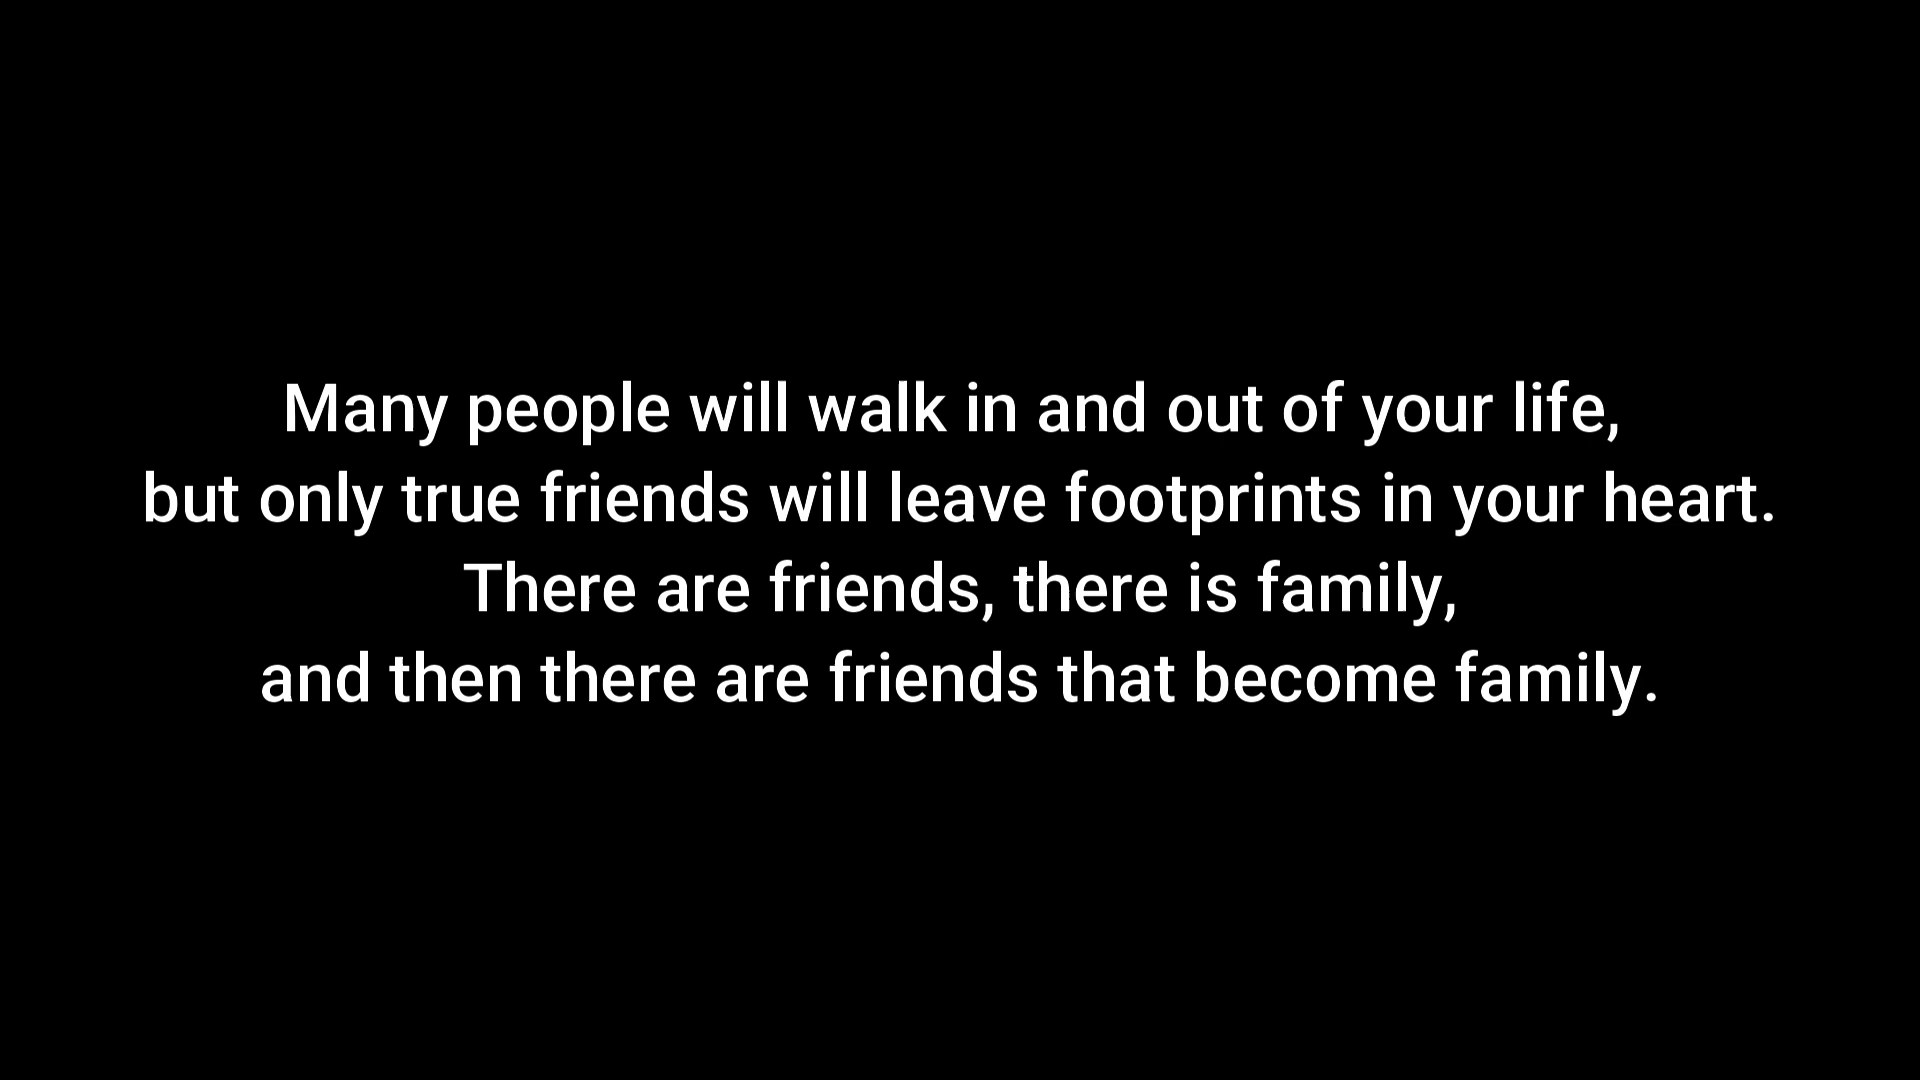 Many people will walk in and out of your life,
but only true friends will leave footprints in your heart.
There are friends, there is family,
and then there are friends that become family.